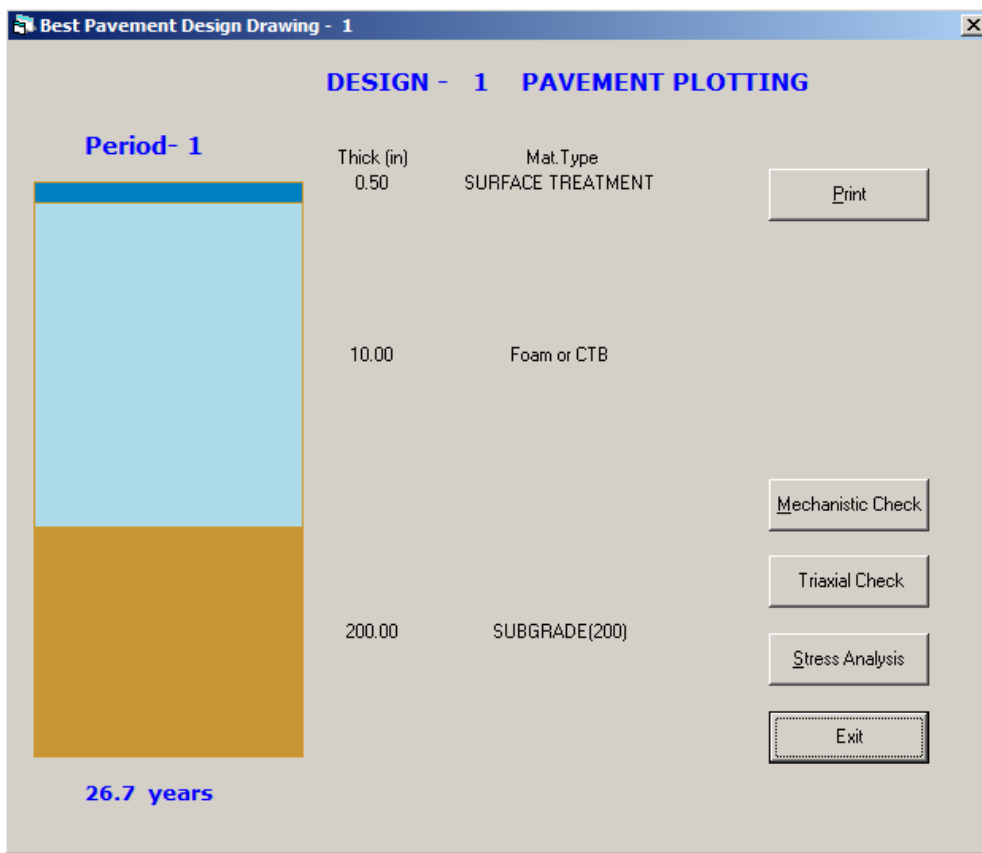 Best Pavement Design Drawing - 1
DESIGN - 1 PAVEMENT PLOTTING
Period- 1
Thick (in) Mat.Type
0.50 SURFACE TREATMENT
Print
10.00 Foam or CTB
Mechanistic Check
Triaxial Check
200.00 SUBGRADE(200)
Stress Analysis
Exit
26.7 years